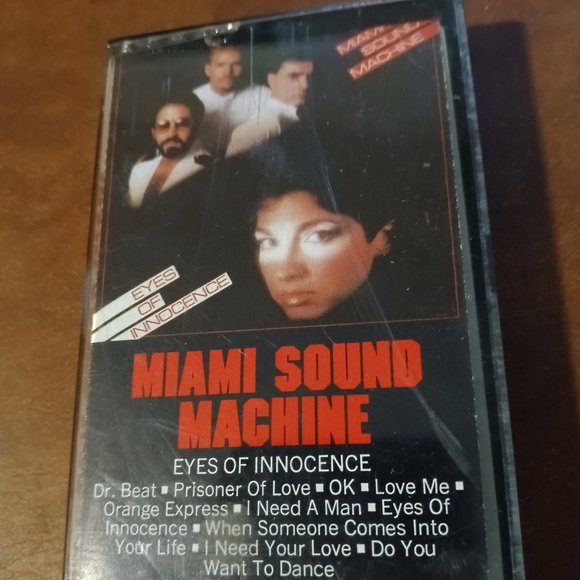 MIAMI
SOUND
MACHINE
EYES
OF
INNOCENCE
MIAMI SOUND
MACHINE
EYES OF INNOCENCE
Dr. Beat ■ Prisoner Of Love ■ OK ■ Love Me ■
Orange Express ■ I Need A Man ■ Eyes Of
Innocence ■ When Someone Comes Into
Your Life ■ I Need Your Love ■ Do You
Want To Dance